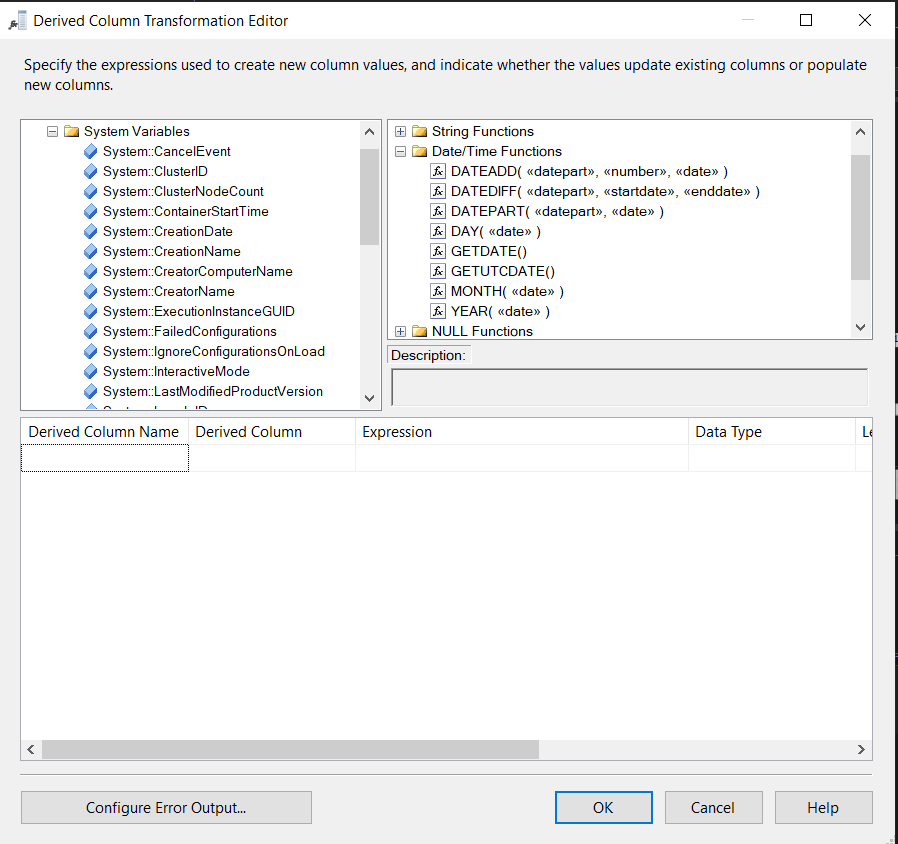 Derived Column Transformation Editor
Specify the expressions used to create new column values, and indicate whether the values update existing columns or populate
new columns.
System Variables
System::CancelEvent
System::ClusterID
System::ClusterNodeCount
System::ContainerStartTime
System::CreationDate
System::CreationName
System::CreatorComputerName
System::CreatorName
System::ExecutionInstanceGUID
System::FailedConfigurations
System::IgnoreConfigurationsOnLoad
System::InteractiveMode
System::LastModifiedProductVersion
String Functions
Date/Time Functions
DATEADD( «datepart», «number», «date» )
DATEDIFF( «datepart», «startdate», «enddate» )
DATEPART( «datepart», «date» )
DAY( «date» )
GETDATE()
GETUTCDATE()
MONTH( «date» )
YEAR( «date» )
NULL Functions
Description:
Derived Column Name Derived Column Expression Data Type
Configure Error Output... OK Cancel Help